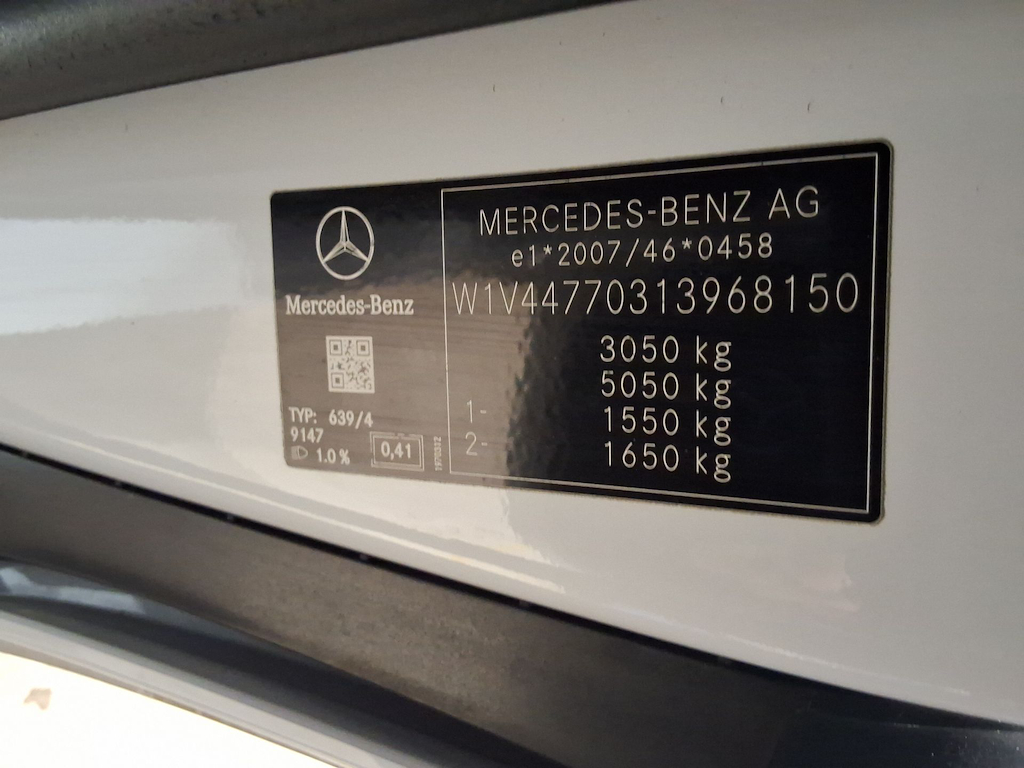 Mercedes-Benz
TYP: 639/4
9147
1.0%
0,41
1970312
MERCEDES-BENZ AG
e1*2007/46*0458
W1V44770313968150
3050 kg
5050 kg
1- 1550 kg
2- 1650 kg